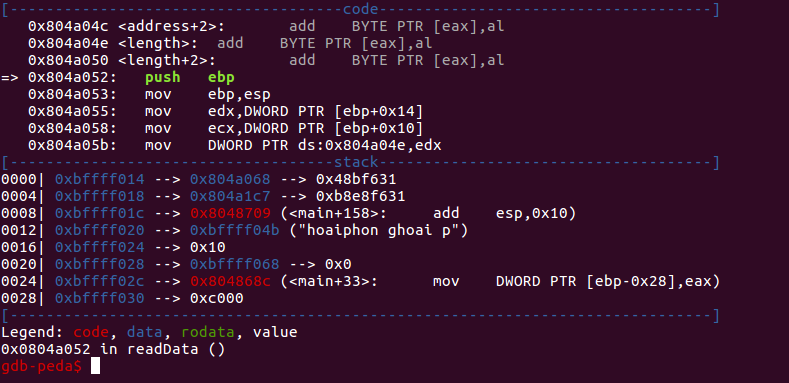 [-------------------------------------code-------------------------------------]
   0x804a04c <address+2>:	add    BYTE PTR [eax],al
   0x804a04e <length>:	add    BYTE PTR [eax],al
   0x804a050 <length+2>:	add    BYTE PTR [eax],al
=> 0x804a052:	push   ebp
   0x804a053:	mov    ebp,esp
   0x804a055:	mov    edx,DWORD PTR [ebp+0x14]
   0x804a058:	mov    ecx,DWORD PTR [ebp+0x10]
   0x804a05b:	mov    DWORD PTR ds:0x804a04e,edx
[------------------------------------stack-------------------------------------]
0000| 0xbffff014 --> 0x804a068 --> 0x48bf631
0004| 0xbffff018 --> 0x804a1c7 --> 0xb8e8f631
0008| 0xbffff01c --> 0x8048709 (<main+158>:	add    esp,0x10)
0012| 0xbffff020 --> 0xbffff04b ("hoaiphon ghoai p")
0016| 0xbffff024 --> 0x10
0020| 0xbffff028 --> 0xbffff068 --> 0x0
0024| 0xbffff02c --> 0x804868c (<main+33>:	mov    DWORD PTR [ebp-0x28],eax)
0028| 0xbffff030 --> 0xc000
[------------------------------------------------------------------------------]
Legend: code, data, rodata, value
0x0804a052 in readData ()
gdb-peda$